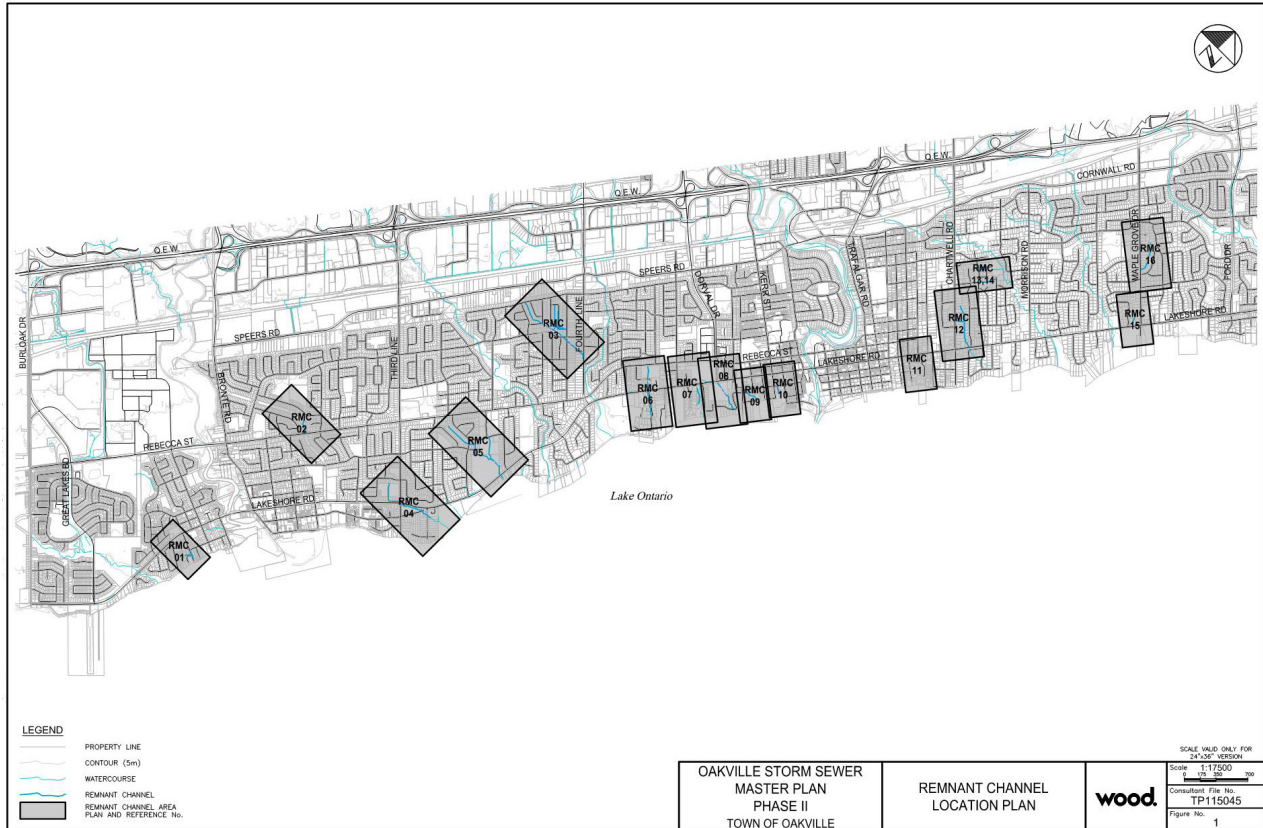 Q.E.W.
Q.E.W.
Q.E.W.
CORNWALL RD
SPEERS RD
SPEERS RD
BURLOAK DR
BRONTE RD
THIRD LINE
FOURTH LINE
DORVAL DR
KERR ST
TRAFALGAR RD
CHARTWELL RD
MORRISON RD
MAPLE GROVE DR
FORD DR
GREAT LAKES BD
REBECCA ST
REBECCA ST
LAKESHORE RD
LAKESHORE RD
LAKESHORE RD
RMC
01
RMC
02
RMC
03
RMC
04
RMC
05
RMC
06
RMC
07
RMC
08
RMC
09
RMC
10
RMC
11
RMC
12
RMC
13,14
RMC
15
RMC
16
Lake Ontario
LEGEND
PROPERTY LINE
CONTOUR (5m)
WATERCOURSE
REMNANT CHANNEL
REMNANT CHANNEL AREA
PLAN AND REFERENCE No.
OAKVILLE STORM SEWER
MASTER PLAN
PHASE II
TOWN OF OAKVILLE
REMNANT CHANNEL
LOCATION PLAN
wood.
SCALE VALID ONLY FOR
24"x36" VERSION
Scale 1:17500
0 175 350 700
Consultant File No.
TP115045
Figure No.
1